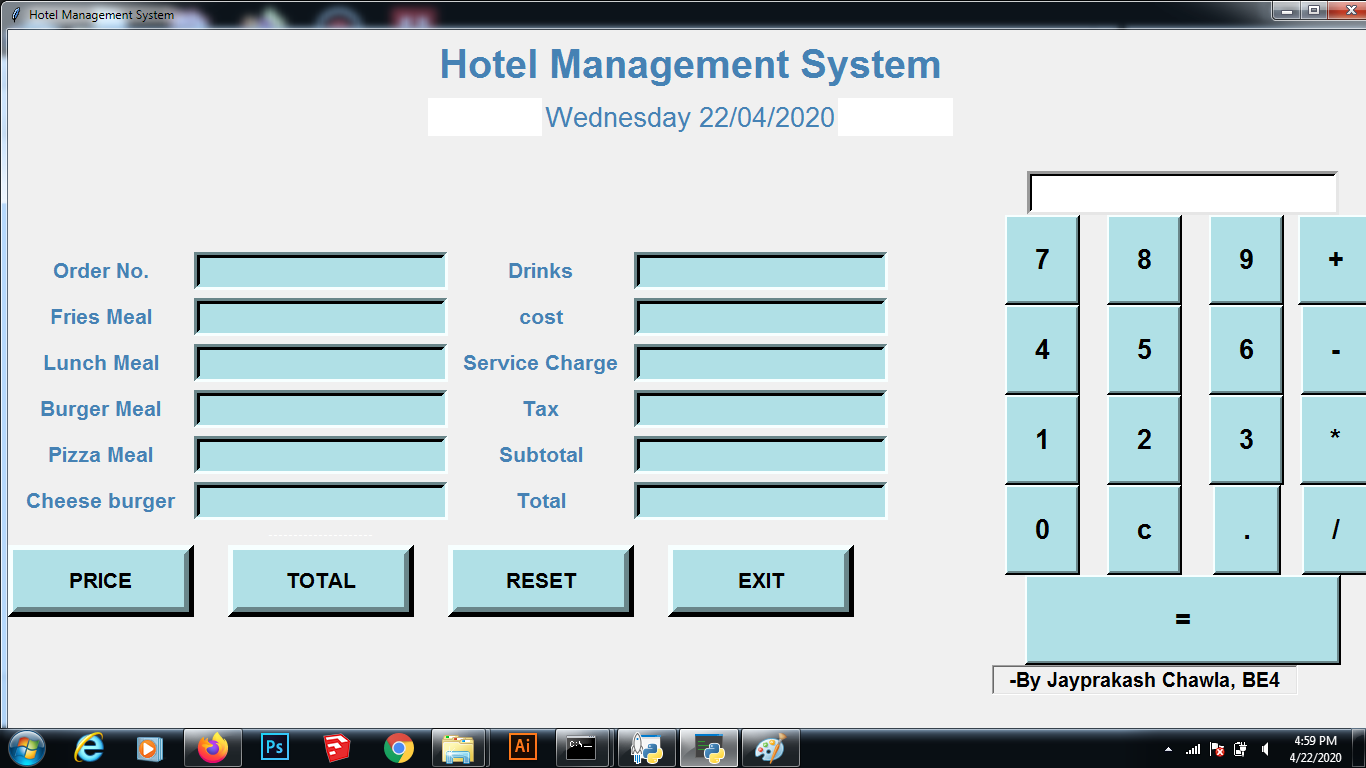 Hotel Management System
Hotel Management System
Wednesday 22/04/2020
Order No. Drinks
Fries Meal cost
Lunch Meal Service Charge
Burger Meal Tax
Pizza Meal Subtotal
Cheese burger Total
PRICE TOTAL RESET EXIT
7 8 9 +
4 5 6 -
1 2 3 *
0 c . /
=
-By Jayprakash Chawla, BE4
Ps
Ai
C:\-
4:59 PM
4/22/2020